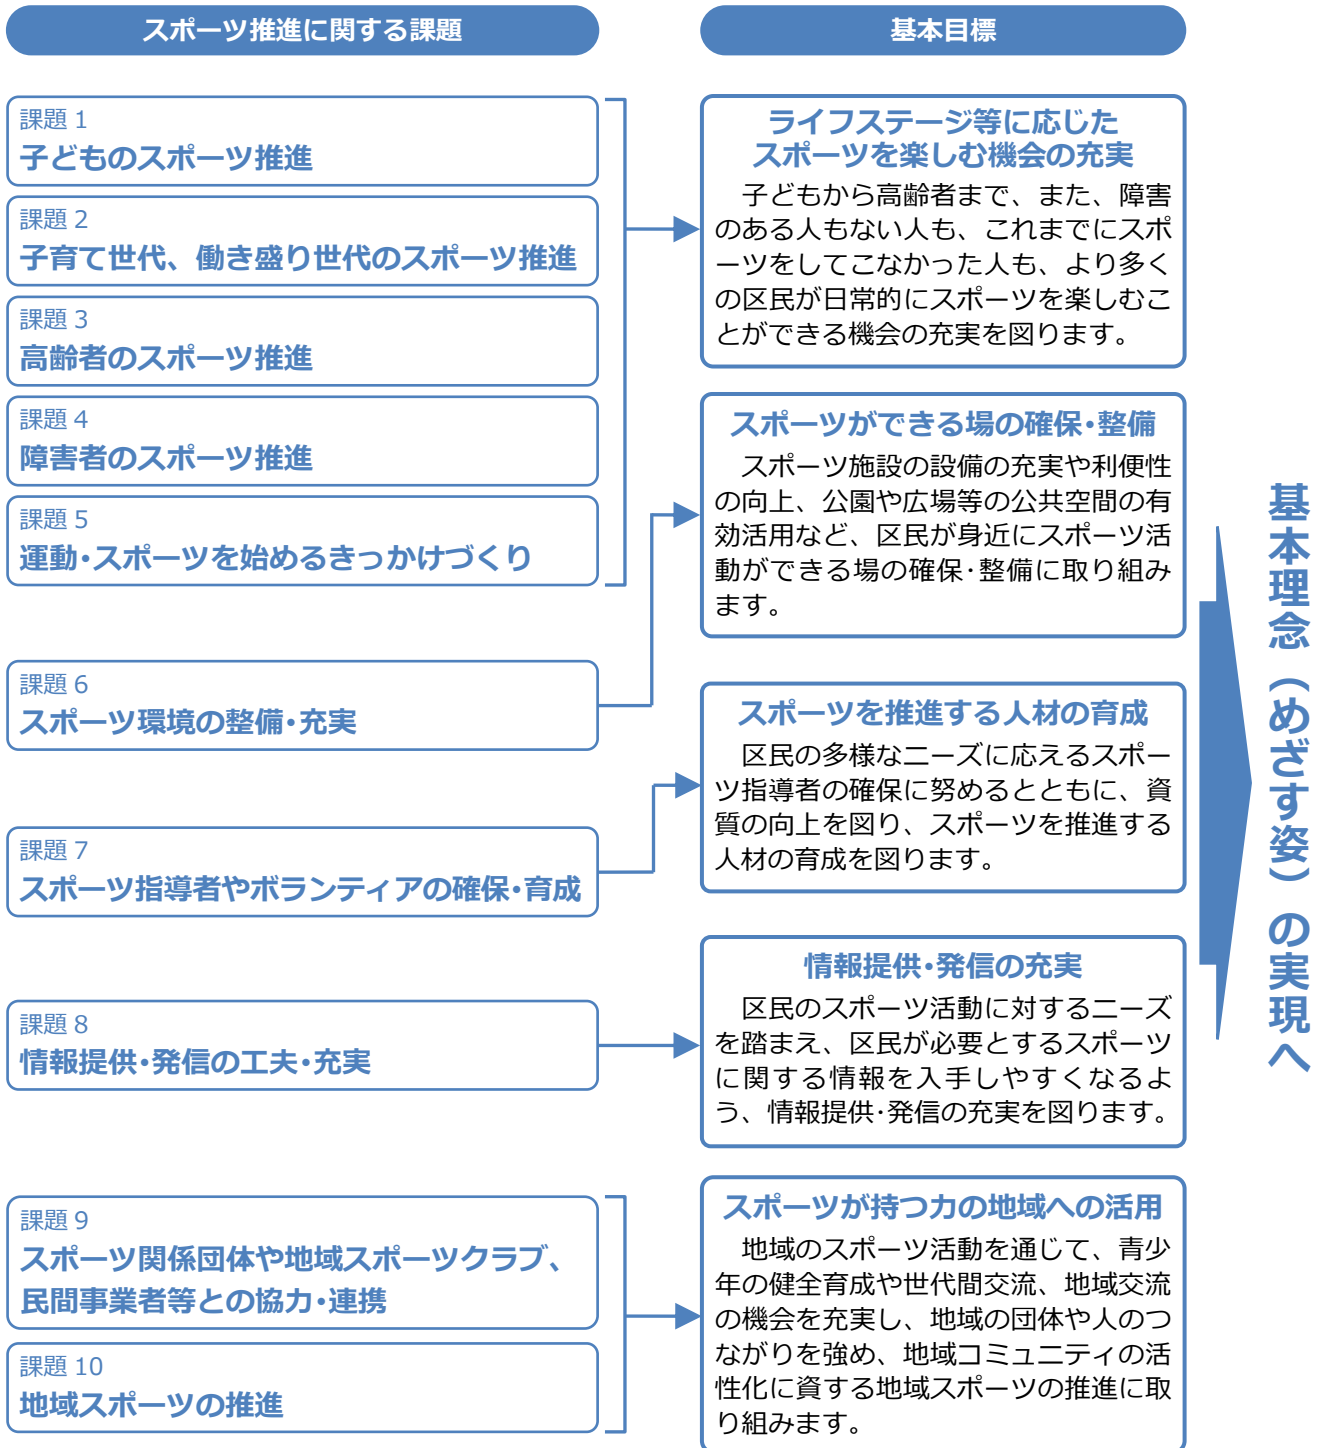 スポーツ推進に関する課題
課題 1
子どものスポーツ推進
課題 2
子育て世代、働き盛り世代のスポーツ推進
課題 3
高齢者のスポーツ推進
課題 4
障害者のスポーツ推進
課題 5
運動・スポーツを始めるきっかけづくり
課題 6
スポーツ環境の整備・充実
課題 7
スポーツ指導者やボランティアの確保・育成
課題 8
情報提供・発信の工夫・充実
課題 9
スポーツ関係団体や地域スポーツクラブ、
民間事業者等との協力・連携
課題 10
地域スポーツの推進
基本目標
ライフステージ等に応じた
スポーツを楽しむ機会の充実
子どもから高齢者まで、また、障害
のある人もない人も、これまでにスポ
ーツをしてこなかった人も、より多く
の区民が日常的にスポーツを楽しむこ
とができる機会の充実を図ります。
スポーツができる場の確保・整備
スポーツ施設の設備の充実や利便性
の向上、公園や広場等の公共空間の有
効活用など、区民が身近にスポーツ活
動ができる場の確保・整備に取り組み
ます。
スポーツを推進する人材の育成
区民の多様なニーズに応えるスポー
ツ指導者の確保に努めるとともに、資
質の向上を図り、スポーツを推進する
人材の育成を図ります。
情報提供・発信の充実
区民のスポーツ活動に対するニーズ
を踏まえ、区民が必要とするスポーツ
に関する情報を入手しやすくなるよ
う、情報提供・発信の充実を図ります。
スポーツが持つ力の地域への活用
地域のスポーツ活動を通じて、青少
年の健全育成や世代間交流、地域交流
の機会を充実し、地域の団体や人のつ
ながりを強め、地域コミュニティの活
性化に資する地域スポーツの推進に取
り組みます。
基本理念（めざす姿）の実現へ